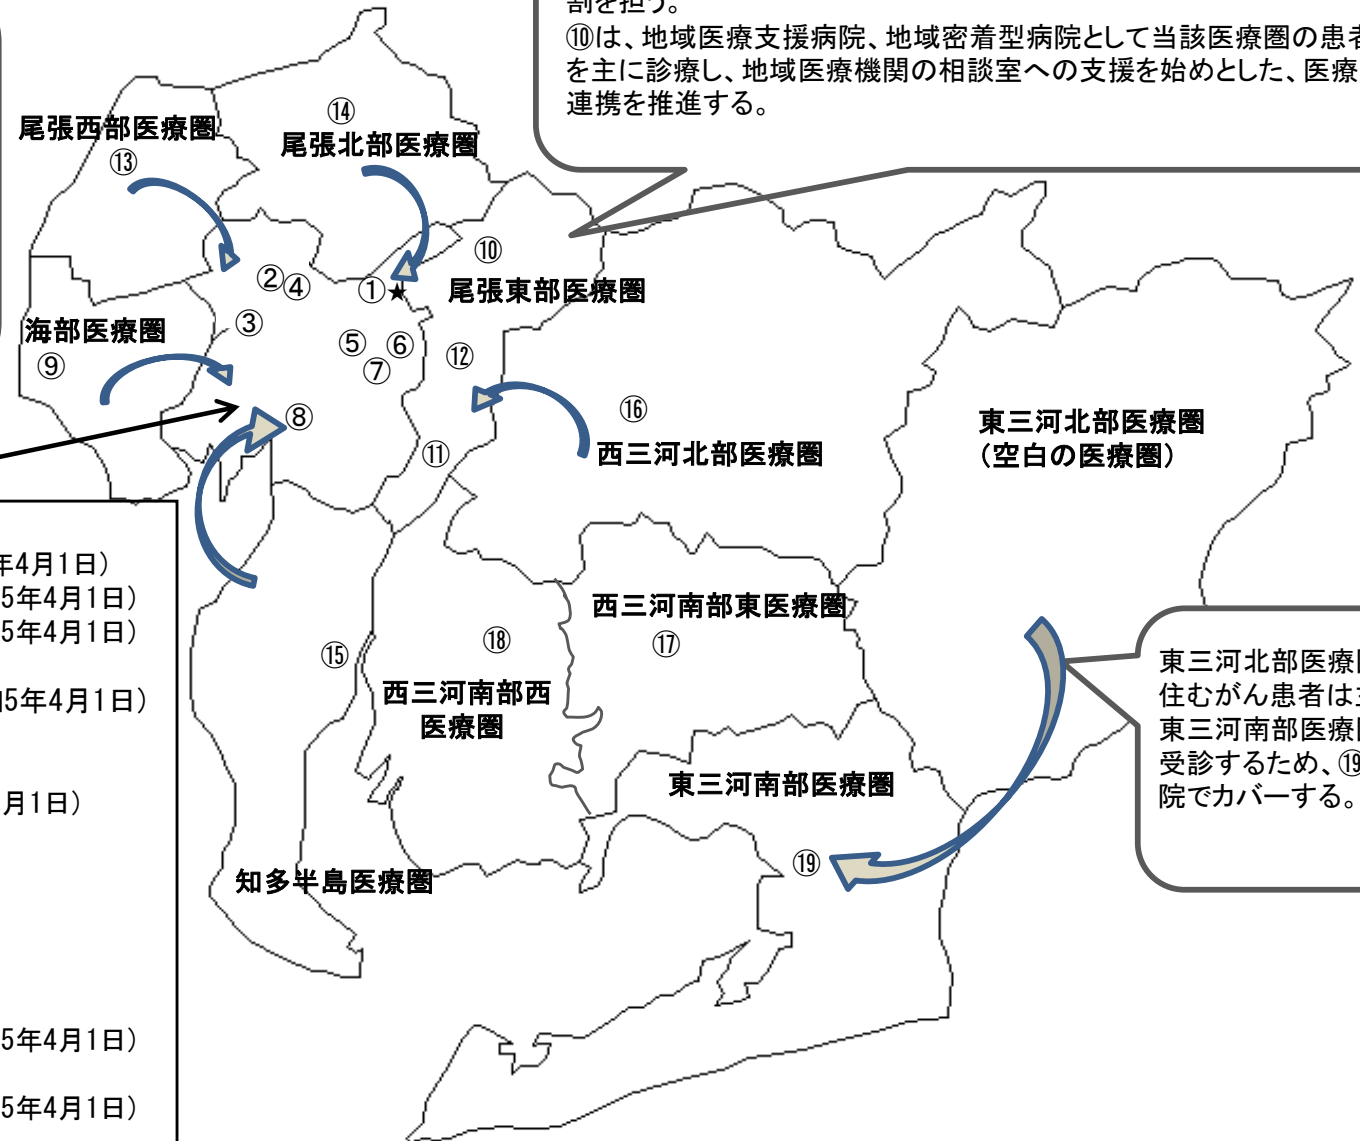 割を担う。
⑩は、地域医療支援病院、地域密着型病院として当該医療圏の患者
を主に診療し、地域医療機関の相談室への支援を始めとした、医療
連携を推進する。
⑭
尾張西部医療圏
尾張北部医療圏
⑬
⑩
②④
①★
尾張東部医療圏
③
海部医療圏
⑤ ⑥
⑫
⑨
⑦
⑧
⑯
東三河北部医療圏
（空白の医療圏）
⑪
西三河北部医療圏
年4月1日）
5年4月1日）
5年4月1日）
5年4月1日）
月1日）
5年4月1日）
5年4月1日）
西三河南部東医療圏
⑰
⑱
⑮
西三河南部西
医療圏
東三河北部医療圏
住むがん患者は主
東三河南部医療圏
受診するため、⑲
院でカバーする。
東三河南部医療圏
⑲
知多半島医療圏